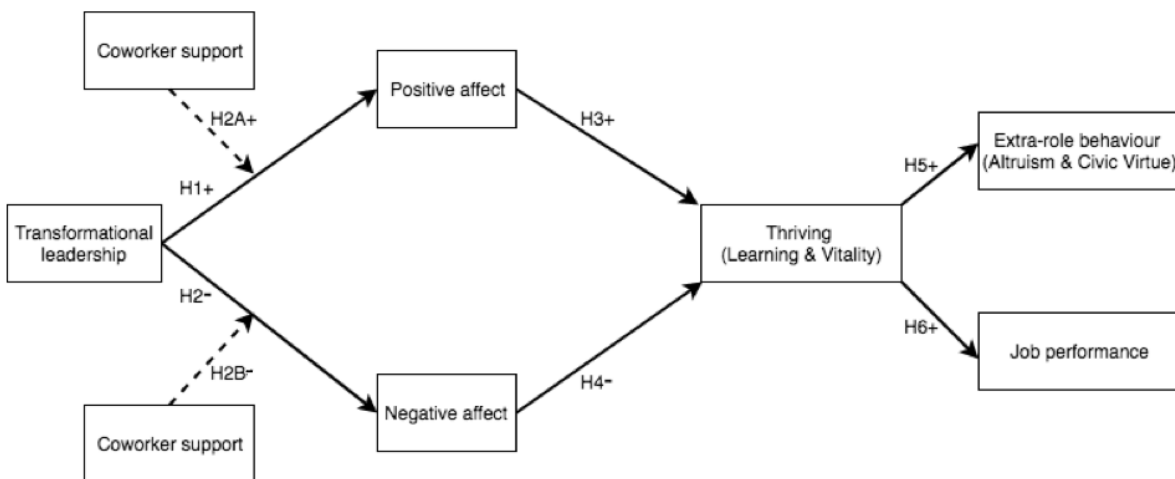 Coworker support
H2A+
H1+
Positive affect
H3+
Transformational
leadership
Thriving
(Learning & Vitality)
H5+
Extra-role behaviour
(Altruism & Civic Virtue)
H2-
H2B-
Coworker support
Negative affect
H4-
H6+
Job performance